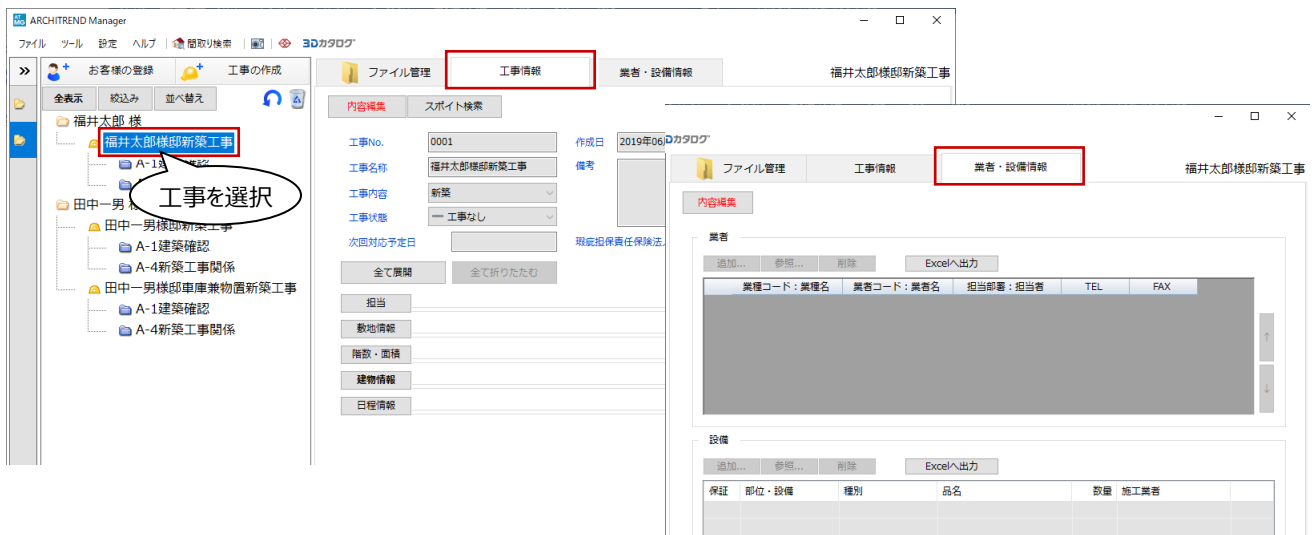 ARCHITREND Manager
ファイル ツール 設定 ヘルプ 間取り検索 3Dカタログ
お客様の登録 工事の作成
全表示 絞込み 並べ替え
福井太郎 様
福井太郎様邸新築工事
工事を選択
田中一男
田中一男様邸新築工事
A-1建築確認
A-4新築工事関係
田中一男様邸車庫兼物置新築工事
A-1建築確認
A-4新築工事関係
ファイル管理 工事情報 業者・設備情報 福井太郎様邸新築工事
内容編集 スポイト検索
工事No. 0001 作成日 2019年06
工事名称 福井太郎様邸新築工事 備考
工事内容 新築
工事状態 工事なし
次回対応予定日 瑕疵担保責任保険法
全て展開 全て折りたたむ
担当
敷地情報
階数・面積
建物情報
日程情報
カタログ
ファイル管理 工事情報 業者・設備情報 福井太郎様邸新築工事
内容編集
業者
追加... 参照... 削除 Excelへ出力
業種コード：業種名 業者コード：業者名 担当部署：担当者 TEL FAX
↑
↓
設備
追加... 参照... 削除 Excelへ出力
保証 部位・設備 種別 品名 数量 施工業者